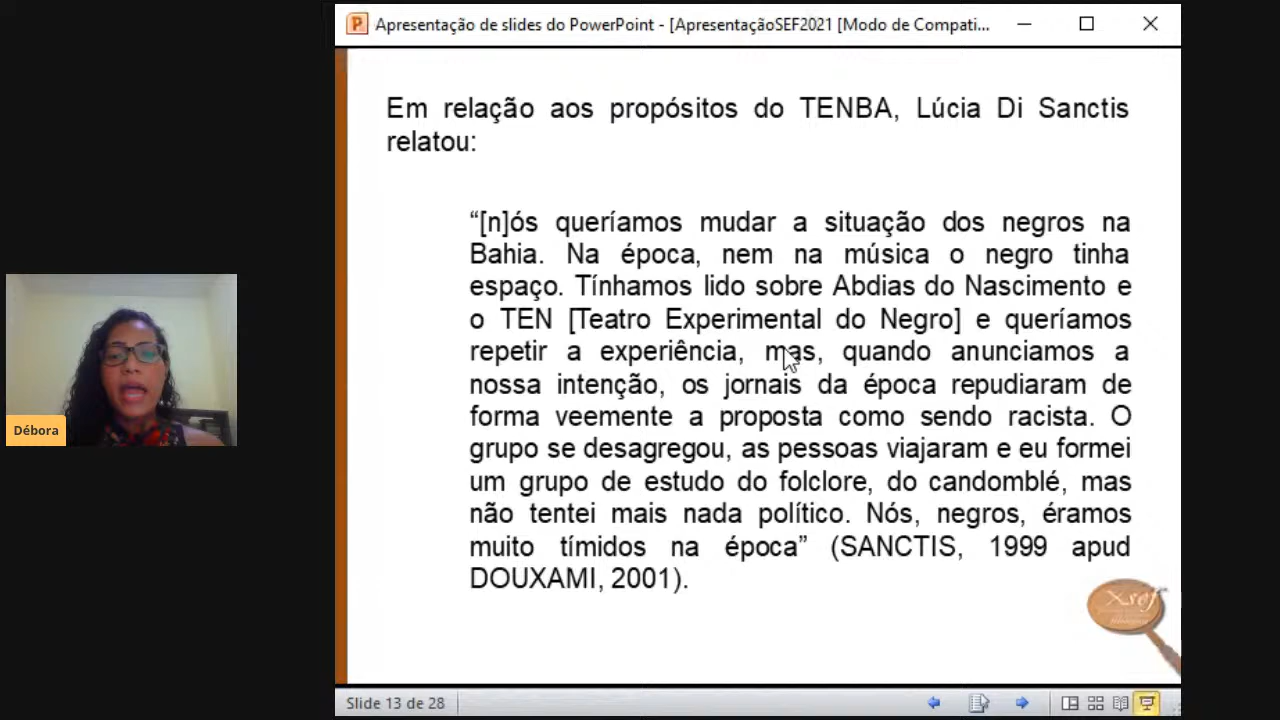 Apresentação de slides do PowerPoint - [ApresentaçãoSEF2021 [Modo de Compati...
Em relação aos propósitos do TENBA, Lúcia Di Sanctis
relatou:
“[n]ós queríamos mudar a situação dos negros na
Bahia. Na época, nem na música o negro tinha
espaço. Tínhamos lido sobre Abdias do Nascimento e
o TEN [Teatro Experimental do Negro] e queríamos
repetir a experiência, mas, quando anunciamos a
nossa intenção, os jornais da época repudiaram de
forma veemente a proposta como sendo racista. O
grupo se desagregou, as pessoas viajaram e eu formei
um grupo de estudo do folclore, do candomblé, mas
não tentei mais nada político. Nós, negros, éramos
muito tímidos na época” (SANCTIS, 1999 apud
DOUXAMI, 2001).
Débora
Xsef
Slide 13 de 28